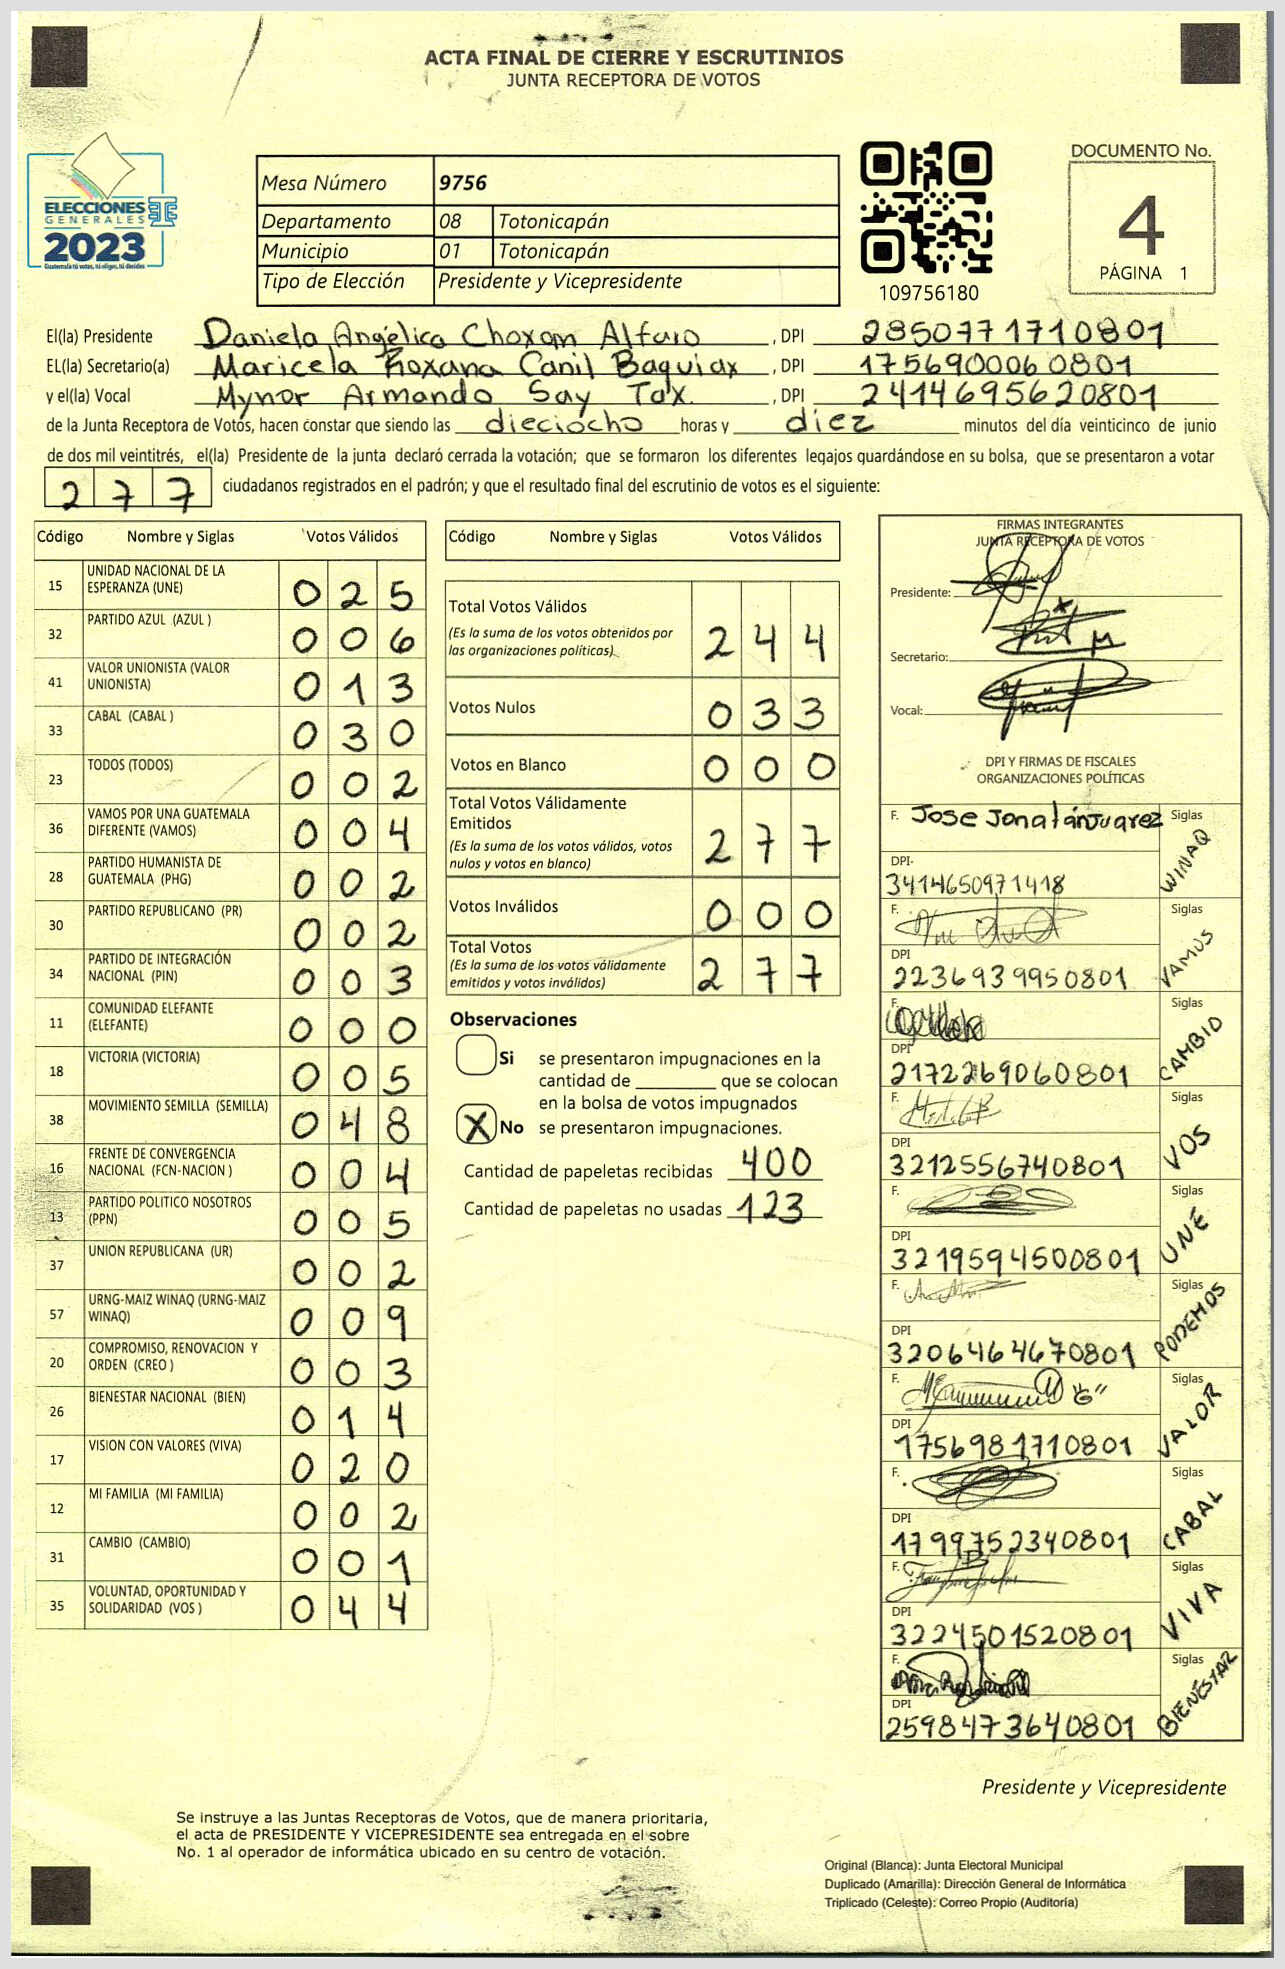 ACTA FINAL DE CIERRE Y ESCRUTINIOS
JUNTA RECEPTORA DE VOTOS
ELECCIONES
GENERALES
2023
Guatemala tú votas, tú eliges, tú decides
Mesa Número 9756
Departamento 08 Totonicapán
Municipio 01 Totonicapán
Tipo de Elección Presidente y Vicepresidente
109756180
DOCUMENTO No.
4
PÁGINA 1
El(la) Presidente Daniela Angélica Choxom Alfaro, DPI 2850771710801
EL(la) Secretario(a) Maricela Roxana Canil Baquiax, DPI 1756900060801
y el(la) Vocal Mynor Armando Say Tax., DPI 2414695620801
de la Junta Receptora de Votos, hacen constar que siendo las dieciocho horas y diez minutos del día veinticinco de junio
de dos mil veintitrés, el(la) Presidente de la junta declaró cerrada la votación; que se formaron los diferentes legajos guardándose en su bolsa, que se presentaron a votar
277 ciudadanos registrados en el padrón; y que el resultado final del escrutinio de votos es el siguiente:
Código Nombre y Siglas Votos Válidos
15 UNIDAD NACIONAL DE LA ESPERANZA (UNE) 025
32 PARTIDO AZUL (AZUL ) 006
41 VALOR UNIONISTA (VALOR UNIONISTA) 013
33 CABAL (CABAL ) 030
23 TODOS (TODOS) 002
36 VAMOS POR UNA GUATEMALA DIFERENTE (VAMOS) 004
28 PARTIDO HUMANISTA DE GUATEMALA (PHG) 002
30 PARTIDO REPUBLICANO (PR) 002
34 PARTIDO DE INTEGRACIÓN NACIONAL (PIN) 003
11 COMUNIDAD ELEFANTE (ELEFANTE) 000
18 VICTORIA (VICTORIA) 005
38 MOVIMIENTO SEMILLA (SEMILLA) 048
16 FRENTE DE CONVERGENCIA NACIONAL (FCN-NACION ) 004
13 PARTIDO POLITICO NOSOTROS (PPN) 005
37 UNION REPUBLICANA (UR) 002
57 URNG-MAIZ WINAQ (URNG-MAIZ WINAQ) 009
20 COMPROMISO, RENOVACION Y ORDEN (CREO ) 003
26 BIENESTAR NACIONAL (BIEN) 014
17 VISION CON VALORES (VIVA) 020
12 MI FAMILIA (MI FAMILIA) 002
31 CAMBIO (CAMBIO) 001
35 VOLUNTAD, OPORTUNIDAD Y SOLIDARIDAD (VOS ) 044
Código Nombre y Siglas Votos Válidos
Total Votos Válidos 244
(Es la suma de los votos obtenidos por
las organizaciones políticas).
Votos Nulos 033
Votos en Blanco 000
Total Votos Válidamente
Emitidos 277
(Es la suma de los votos válidos, votos
nulos y votos en blanco)
Votos Inválidos 000
Total Votos 277
(Es la suma de los votos válidamente
emitidos y votos inválidos)
Observaciones
Si se presentaron impugnaciones en la
cantidad de ________ que se colocan
en la bolsa de votos impugnados
X No se presentaron impugnaciones.
Cantidad de papeletas recibidas 400
Cantidad de papeletas no usadas 123
FIRMAS INTEGRANTES
JUNTA RECEPTORA DE VOTOS
Presidente:
Secretario:
Vocal:
DPI Y FIRMAS DE FISCALES
ORGANIZACIONES POLÍTICAS
F. Jose Jonatán Juarez Siglas WINAQ
DPI 3414650971418
F. Siglas VAMUS
DPI 2236939950801
F. Siglas CAMBIO
DPI 2172269060801
F. Siglas VOS
DPI 3212556740801
F. Siglas UNE
DPI 3219594500801
F. Siglas PODEMOS
DPI 3206464670801
F. Siglas VALOR
DPI 1756981710801
F. Siglas CABAL
DPI 1799752340801
F. Siglas VIVA
DPI 3224501520801
F. Siglas BIENESTAR
DPI 2598473640801
Presidente y Vicepresidente
Se instruye a las Juntas Receptoras de Votos, que de manera prioritaria,
el acta de PRESIDENTE Y VICEPRESIDENTE sea entregada en el sobre
No. 1 al operador de informática ubicado en su centro de votación.
Original (Blanca): Junta Electoral Municipal
Duplicado (Amarilla): Dirección General de Informática
Triplicado (Celeste): Correo Propio (Auditoría)